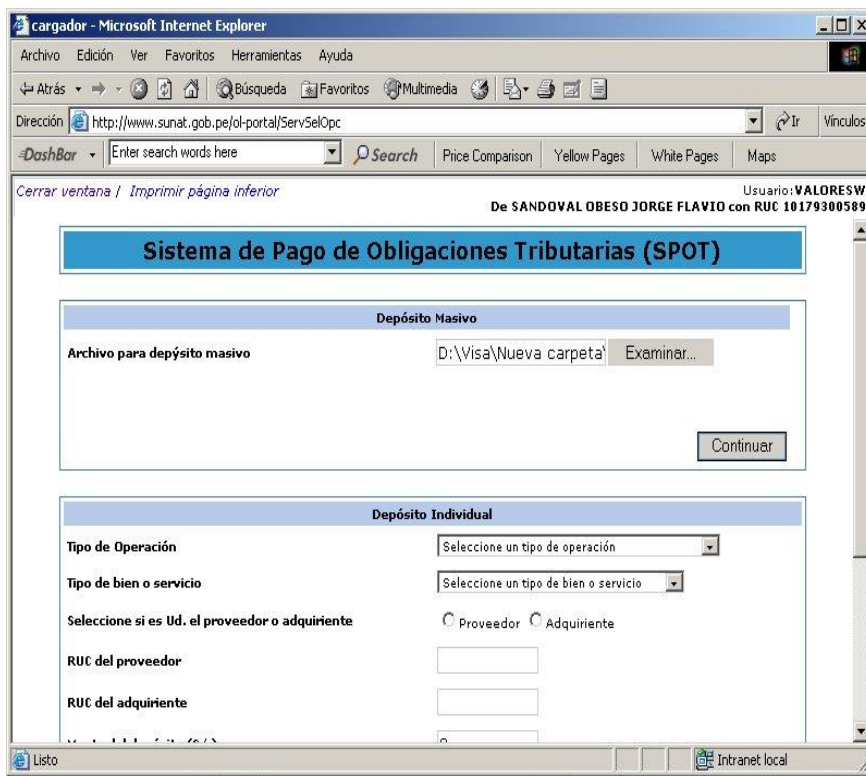 cargador - Microsoft Internet Explorer
Archivo Edición Ver Favoritos Herramientas Ayuda
Atrás Búsqueda Favoritos Multimedia
Dirección http://www.sunat.gob.pe/ol-portal/ServSelOpc Ir Vínculos
DashBar Enter search words here Search Price Comparison Yellow Pages White Pages Maps
Cerrar ventana / Imprimir página inferior Usuario: VALORESW
De SANDOVAL OBESO JORGE FLAVIO con RUC 10179300589
Sistema de Pago de Obligaciones Tributarias (SPOT)
Depósito Masivo
Archivo para depýsito masivo D:\Visa\Nueva carpeta\ Examinar...
Continuar
Depósito Individual
Tipo de Operación Seleccione un tipo de operación
Tipo de bien o servicio Seleccione un tipo de bien o servicio
Seleccione si es Ud. el proveedor o adquiriente Proveedor Adquiriente
RUC del proveedor
RUC del adquiriente
Listo Intranet local